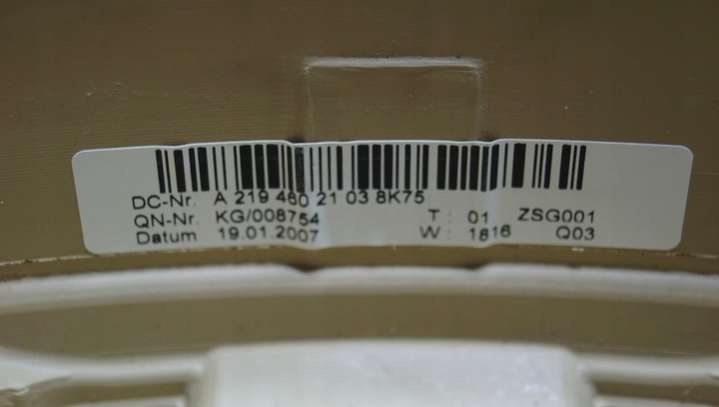 DC-Nr. A 219 460 21 03 8K75
QN-Nr. KG/008754 T : 01 ZSG001
Datum 19.01.2007 W : 1816 Q03